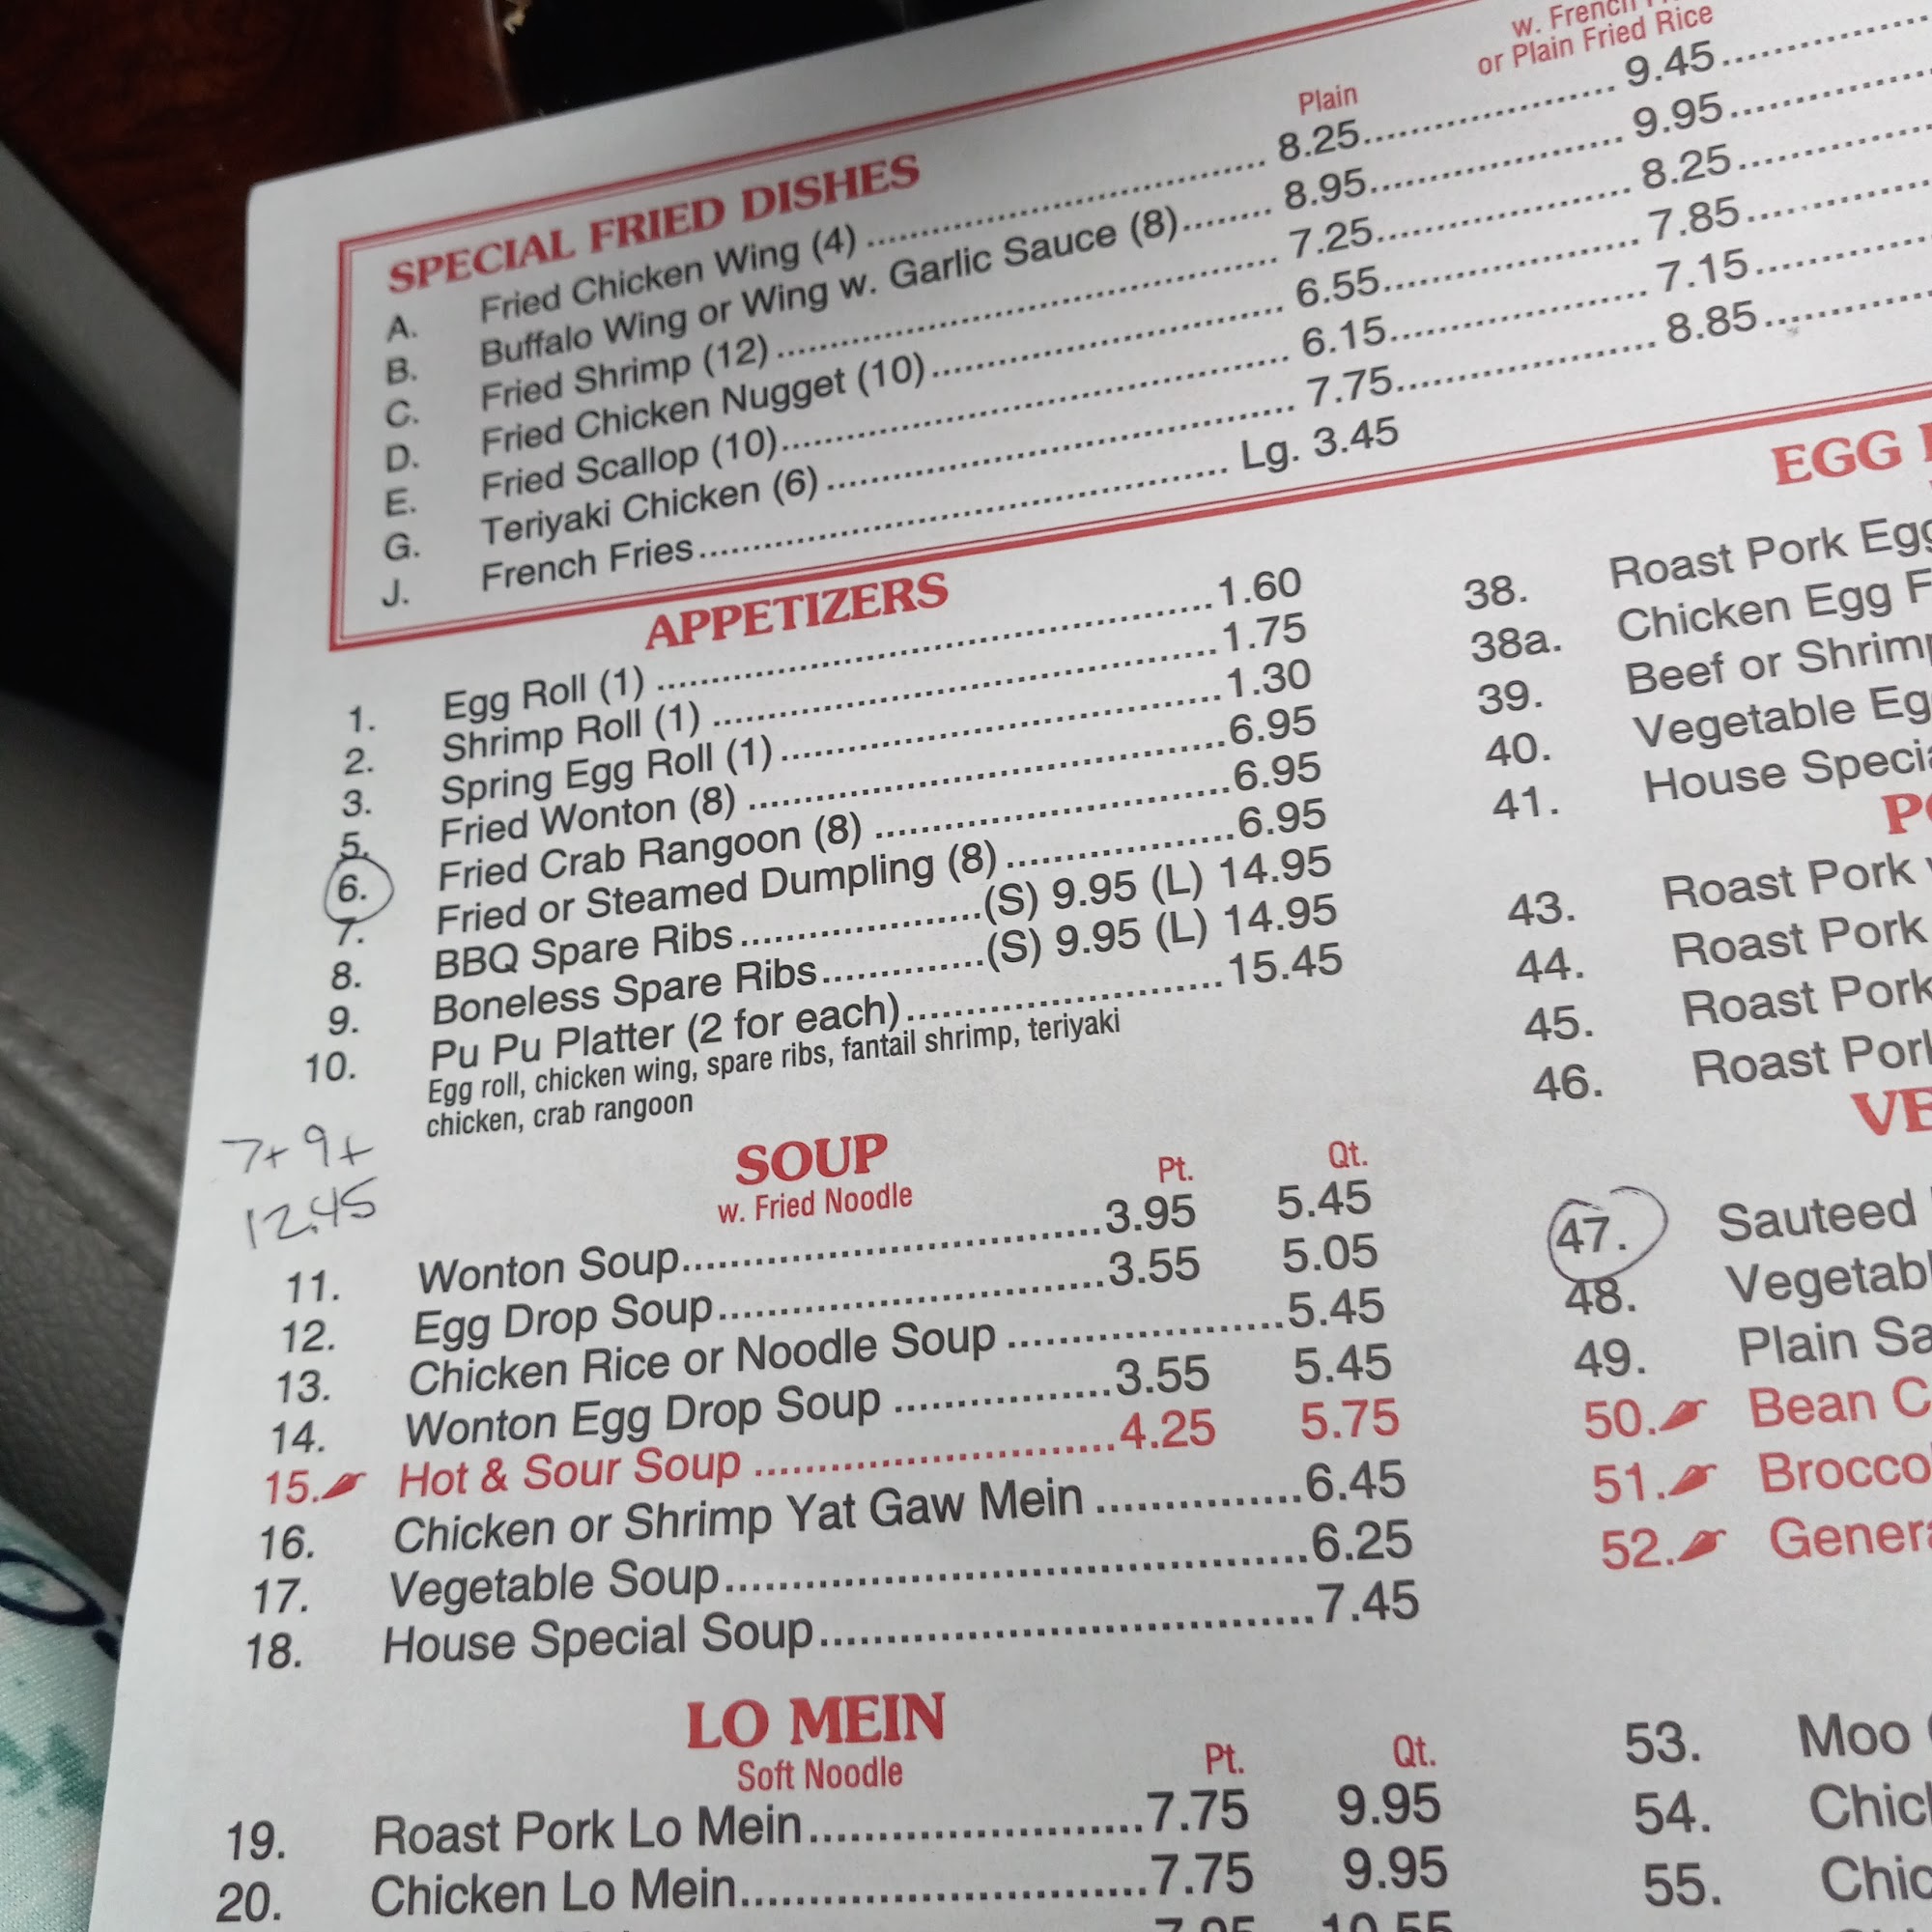 w. French
or Plain Fried Rice
Plain
SPECIAL FRIED DISHES
A. Fried Chicken Wing (4) 8.25 9.45
B. Buffalo Wing or Wing w. Garlic Sauce (8) 8.95 9.95
C. Fried Shrimp (12) 7.25 8.25
D. Fried Chicken Nugget (10) 6.55 7.85
E. Fried Scallop (10) 6.15 7.15
G. Teriyaki Chicken (6) 7.75 8.85
J. French Fries Lg. 3.45
APPETIZERS
1. Egg Roll (1) 1.60
2. Shrimp Roll (1) 1.75
3. Spring Egg Roll (1) 1.30
5. Fried Wonton (8) 6.95
6. Fried Crab Rangoon (8) 6.95
7. Fried or Steamed Dumpling (8) 6.95
8. BBQ Spare Ribs (S) 9.95 (L) 14.95
9. Boneless Spare Ribs (S) 9.95 (L) 14.95
10. Pu Pu Platter (2 for each) 15.45
Egg roll, chicken wing, spare ribs, fantail shrimp, teriyaki
chicken, crab rangoon
7+ 9+
12.45
SOUP
w. Fried Noodle
Pt. Qt.
11. Wonton Soup 3.95 5.45
12. Egg Drop Soup 3.55 5.05
13. Chicken Rice or Noodle Soup 5.45
14. Wonton Egg Drop Soup 3.55 5.45
15. Hot & Sour Soup 4.25 5.75
16. Chicken or Shrimp Yat Gaw Mein 6.45
17. Vegetable Soup 6.25
18. House Special Soup 7.45
LO MEIN
Soft Noodle
Pt. Qt.
19. Roast Pork Lo Mein 7.75 9.95
20. Chicken Lo Mein 7.75 9.95
EGG
38. Roast Pork Egg
38a. Chicken Egg F
39. Beef or Shrimp
40. Vegetable Eg
41. House Specia
43. Roast Pork
44. Roast Pork
45. Roast Pork
46. Roast Pork
VE
47. Sauteed
48. Vegetabl
49. Plain Sa
50. Bean C
51. Brocco
52. Genera
53. Moo
54. Chic
55. Chic